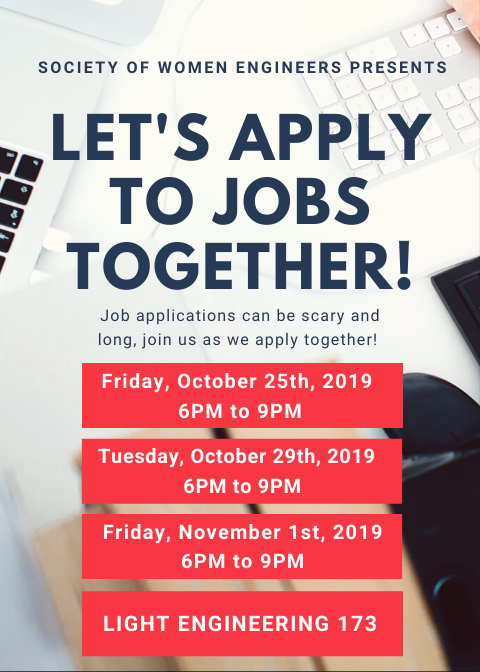 SOCIETY OF WOMEN ENGINEERS PRESENTS
LET'S APPLY
TO JOBS
TOGETHER!
Job applications can be scary and
long, join us as we apply together!
Friday, October 25th, 2019
6PM to 9PM
Tuesday, October 29th, 2019
6PM to 9PM
Friday, November 1st, 2019
6PM to 9PM
LIGHT ENGINEERING 173